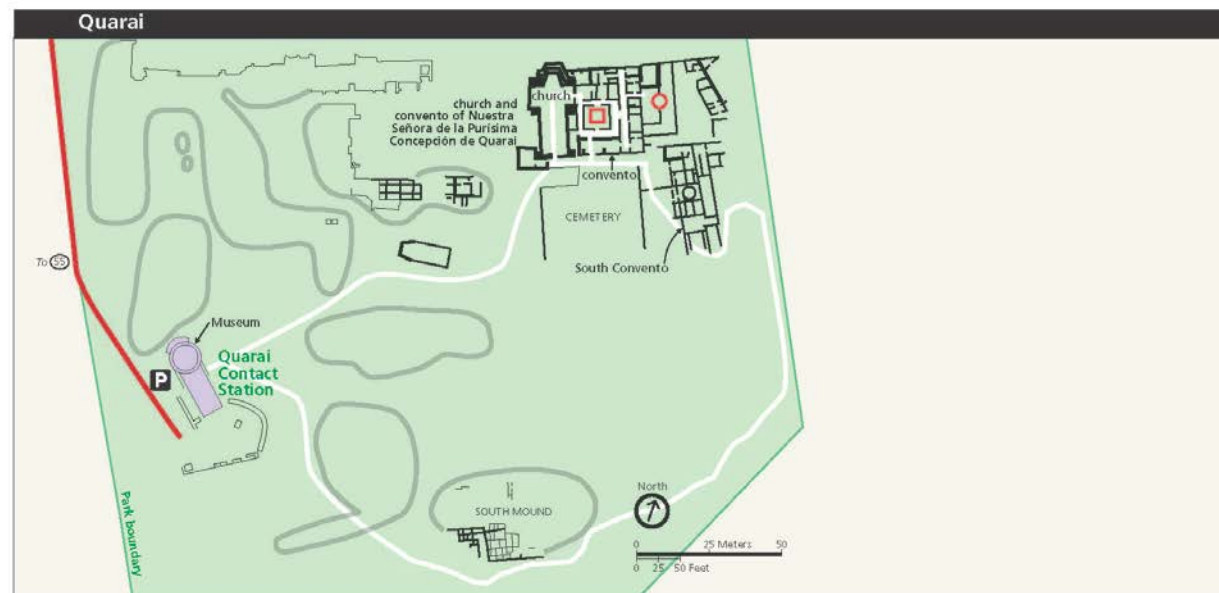 Quarai
church
church and
convento of Nuestra
Señora de la Purísima
Concepción de Quarai
convento
CEMETERY
To 55
South Convento
Museum
P
Quarai
Contact
Station
North
SOUTH MOUND
Park boundary
0 25 Meters 50
0 25 50 Feet